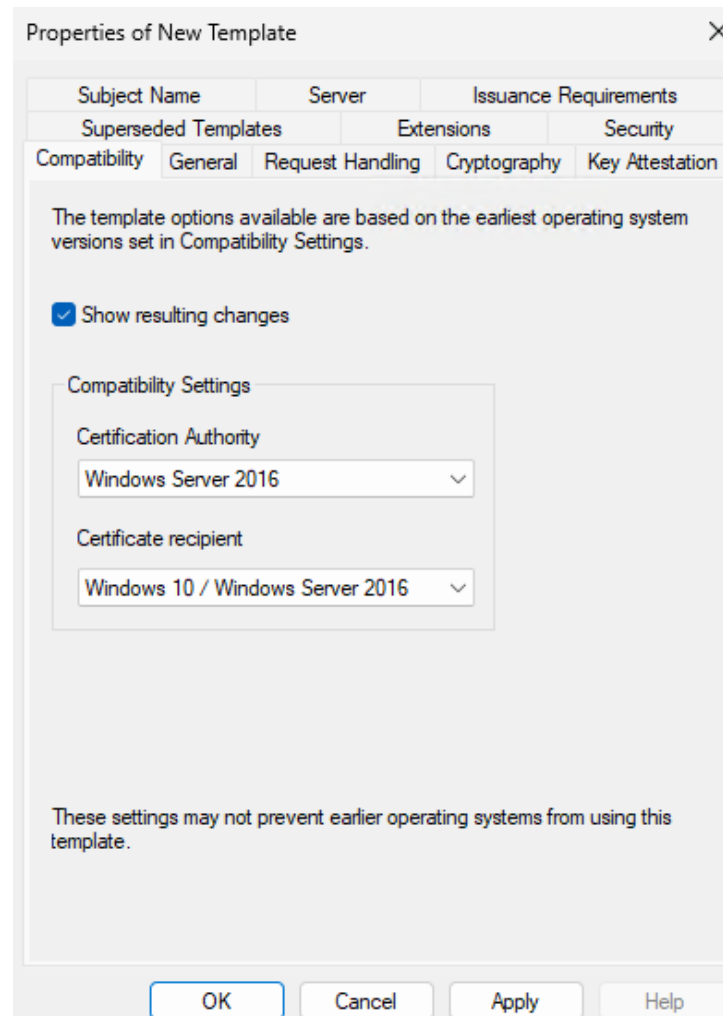 Properties of New Template
Subject Name Server Issuance Requirements
Superseded Templates Extensions Security
Compatibility General Request Handling Cryptography Key Attestation
The template options available are based on the earliest operating system
versions set in Compatibility Settings.
Show resulting changes
Compatibility Settings
Certification Authority
Windows Server 2016
Certificate recipient
Windows 10 / Windows Server 2016
These settings may not prevent earlier operating systems from using this
template.
OK Cancel Apply Help